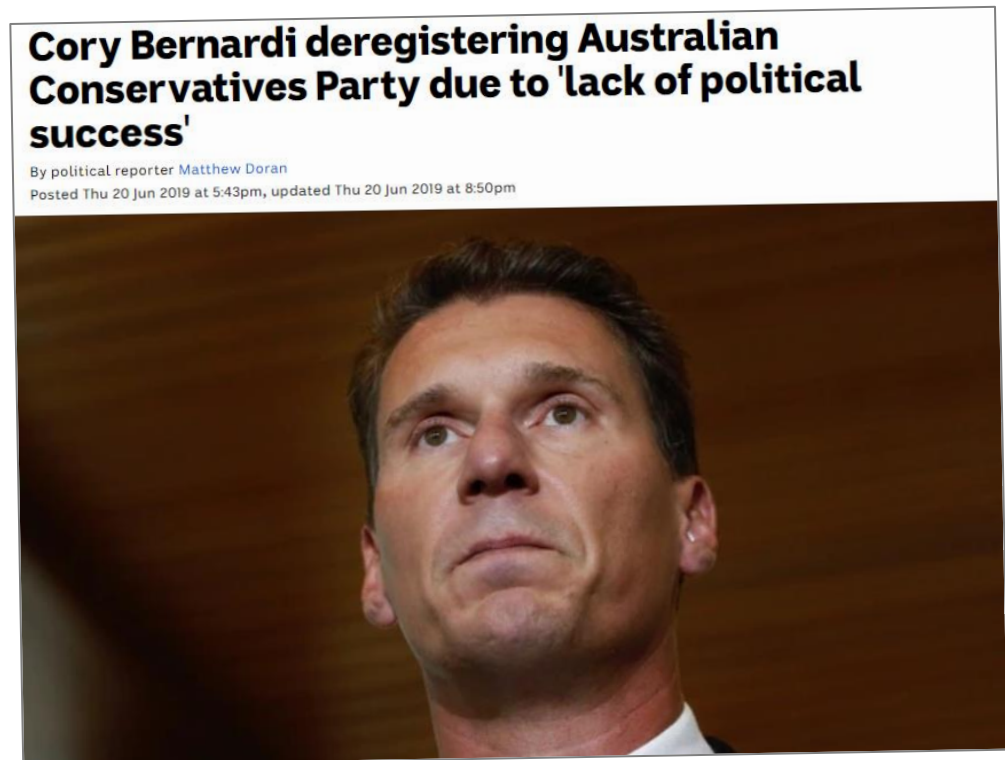 Cory Bernardi deregistering Australian
Conservatives Party due to 'lack of political
success'
By political reporter Matthew Doran
Posted Thu 20 Jun 2019 at 5:43pm, updated Thu 20 Jun 2019 at 8:50pm